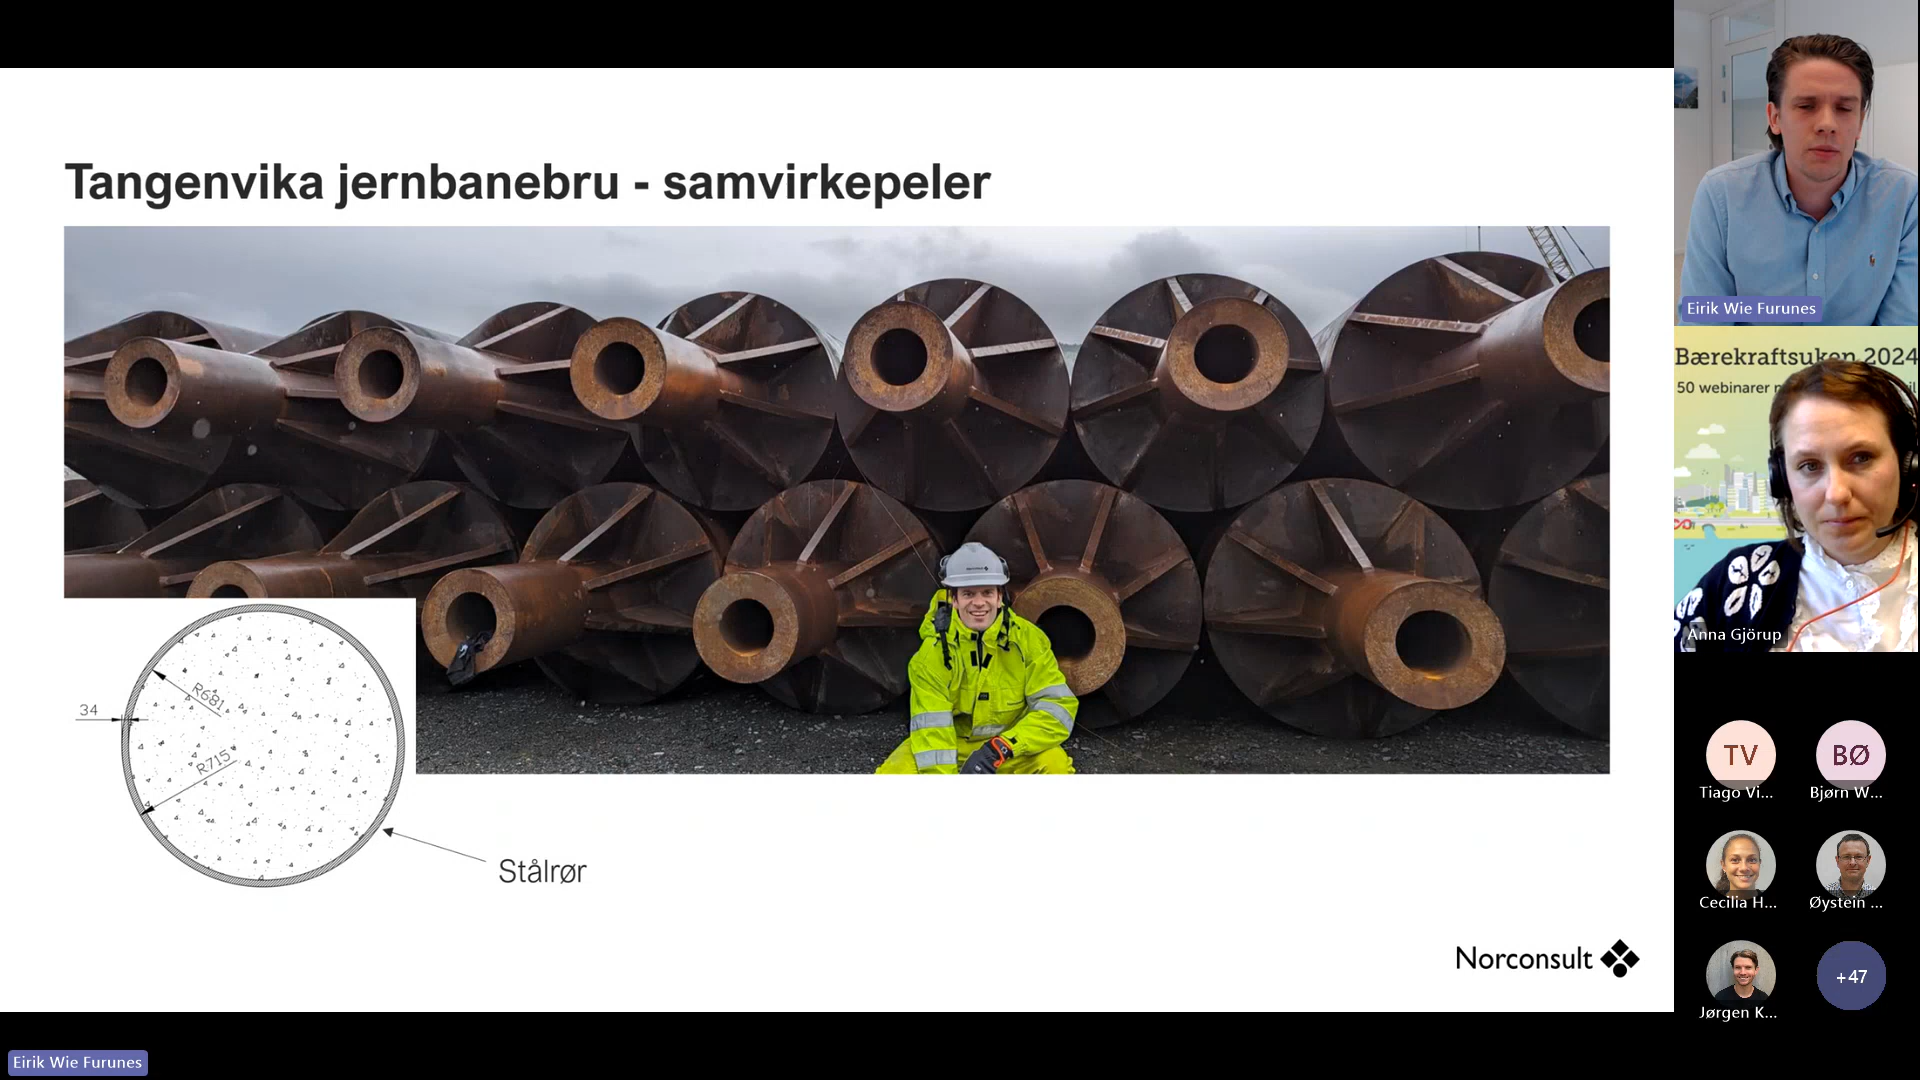 Tangenvika jernbanebru - samvirkepeler
34
R681
R715
Stålrør
Norconsult
Eirik Wie Furunes
Bærekraftsuken 2024
50 webinarer
Anna Gjörup
TV
Tiago Vi...
BØ
Bjørn W...
Cecilia H...
Øystein ...
Jørgen K...
+47
Eirik Wie Furunes